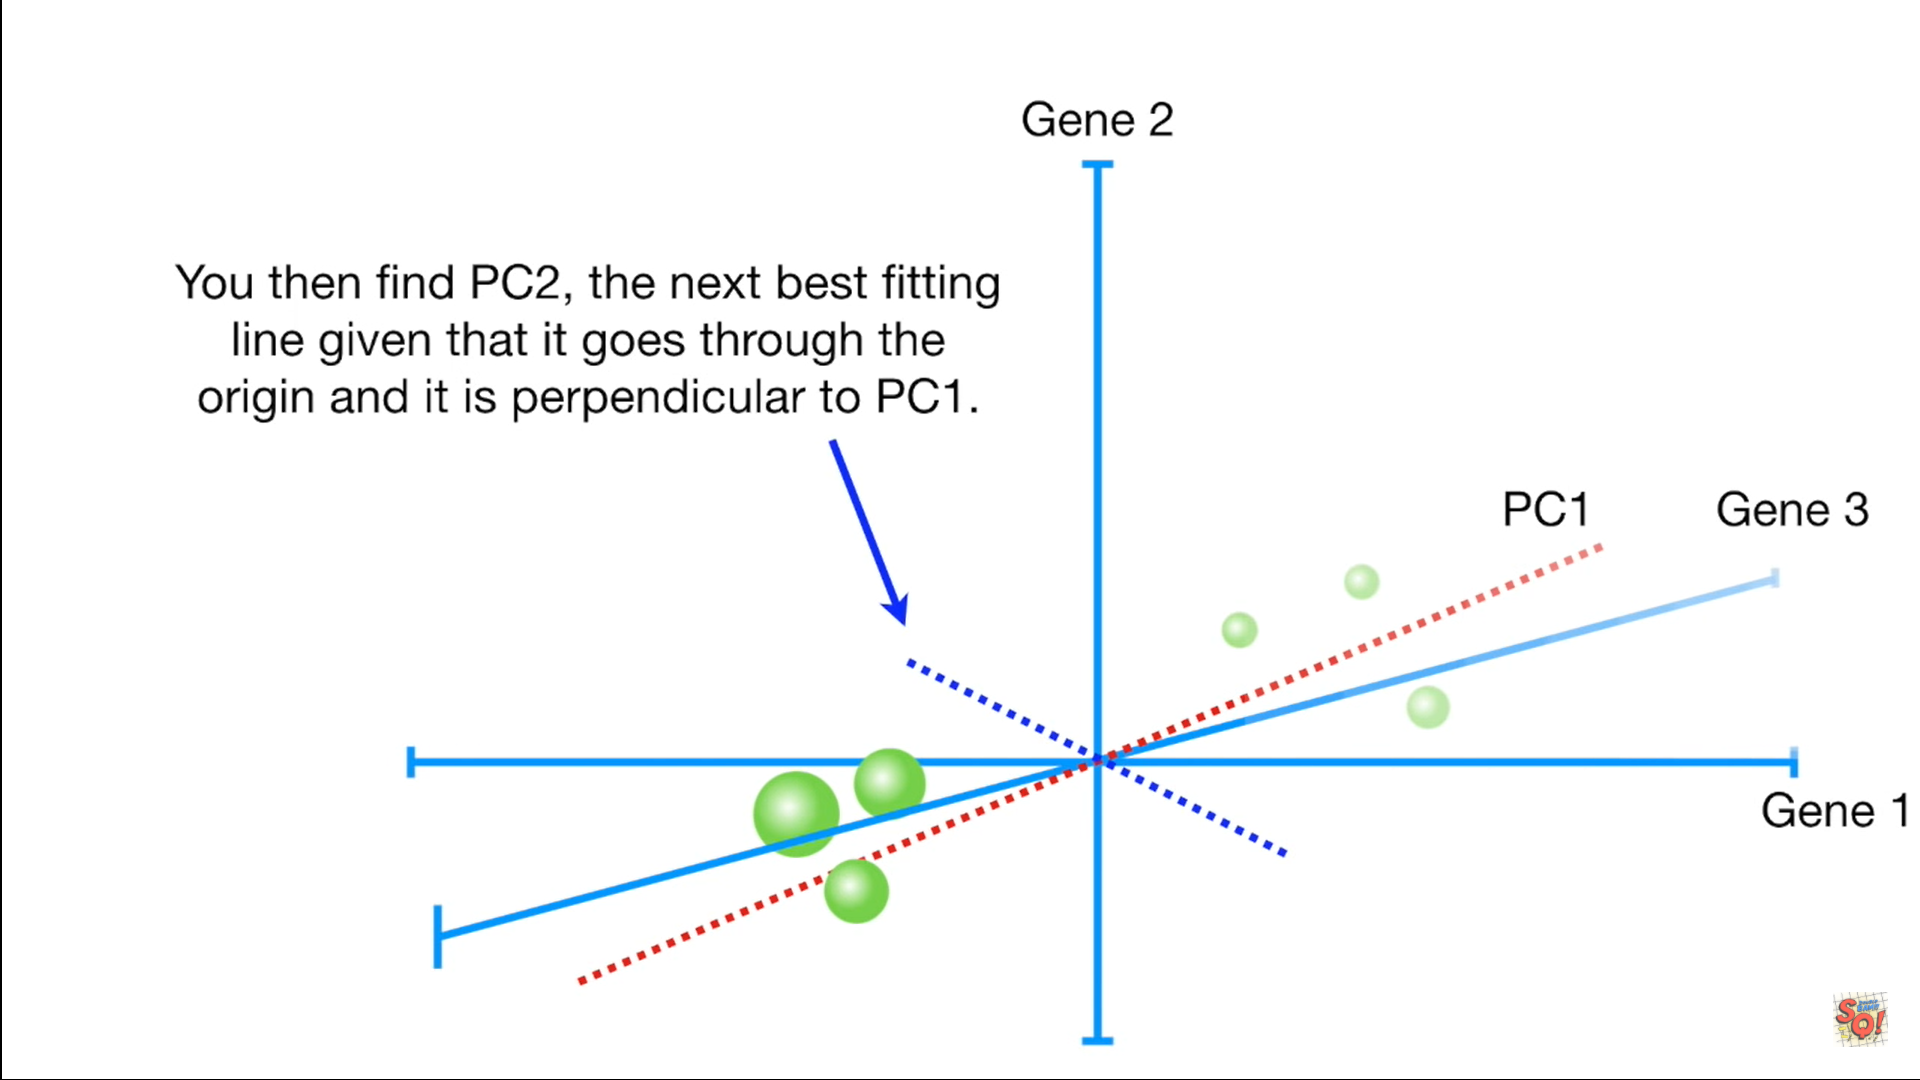 Gene 2
You then find PC2, the next best fitting
line given that it goes through the
origin and it is perpendicular to PC1.
PC1
Gene 3
Gene 1
SQ!